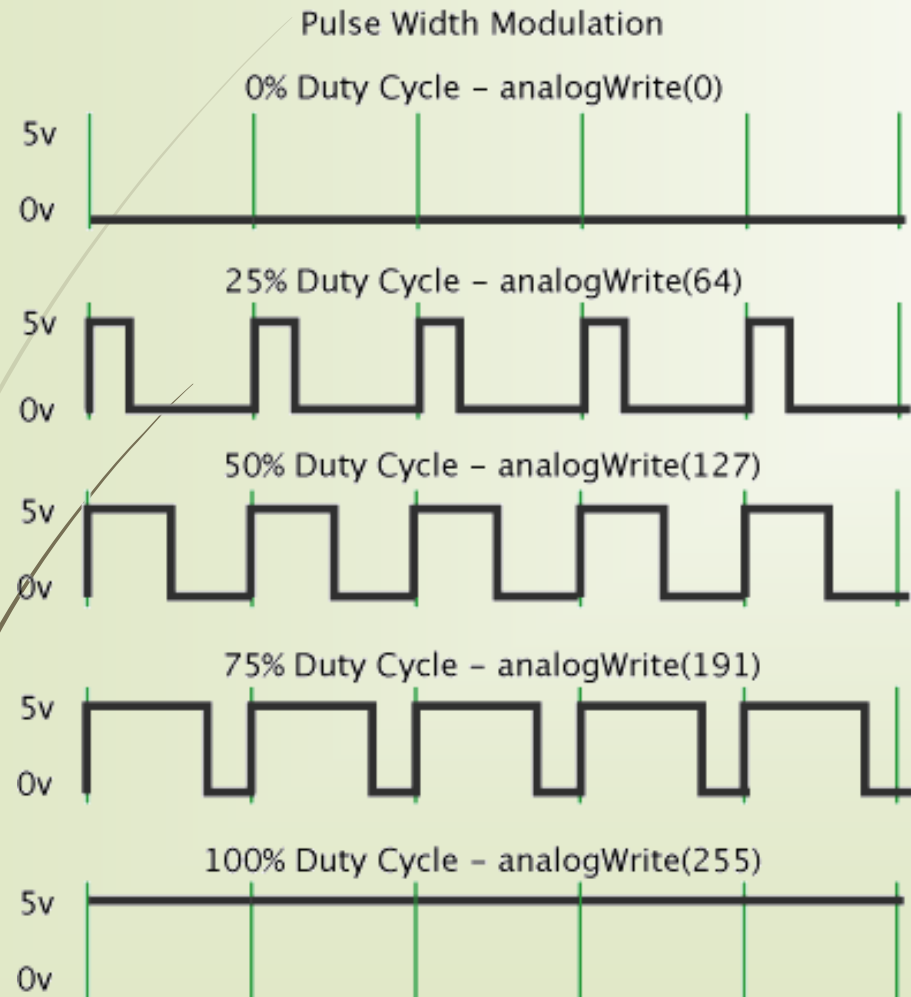 Pulse Width Modulation
0% Duty Cycle – analogWrite(0)
5v
0v
25% Duty Cycle – analogWrite(64)
5v
0v
50% Duty Cycle – analogWrite(127)
5v
0v
75% Duty Cycle – analogWrite(191)
5v
0v
100% Duty Cycle – analogWrite(255)
5v
0v